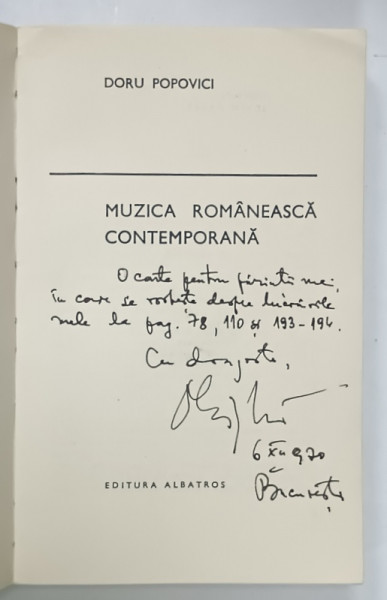 DORU POPOVICI
MUZICA ROMÂNEASCĂ
CONTEMPORANĂ
O carte pentru părinții mei,
în care se vorbește despre lucrările
mele la pag. 78, 110 și 193-194.
Cu dragoste,
6 XII 970
București
EDITURA ALBATROS